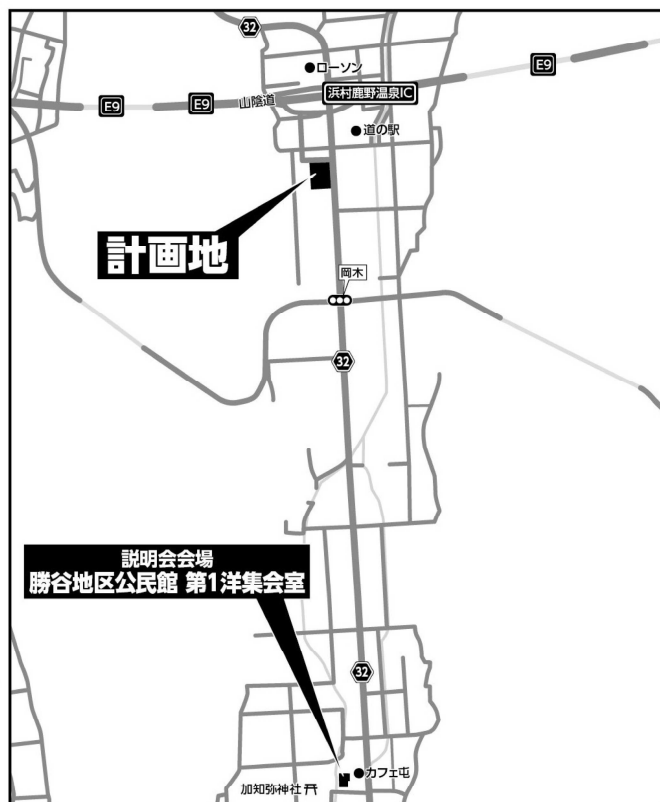 32
ローソン
E9
浜村鹿野温泉IC
E9
E9
山陰道
道の駅
計画地
岡木
32
説明会会場
勝谷地区公民館 第1洋集会室
32
カフェ屯
加知弥神社